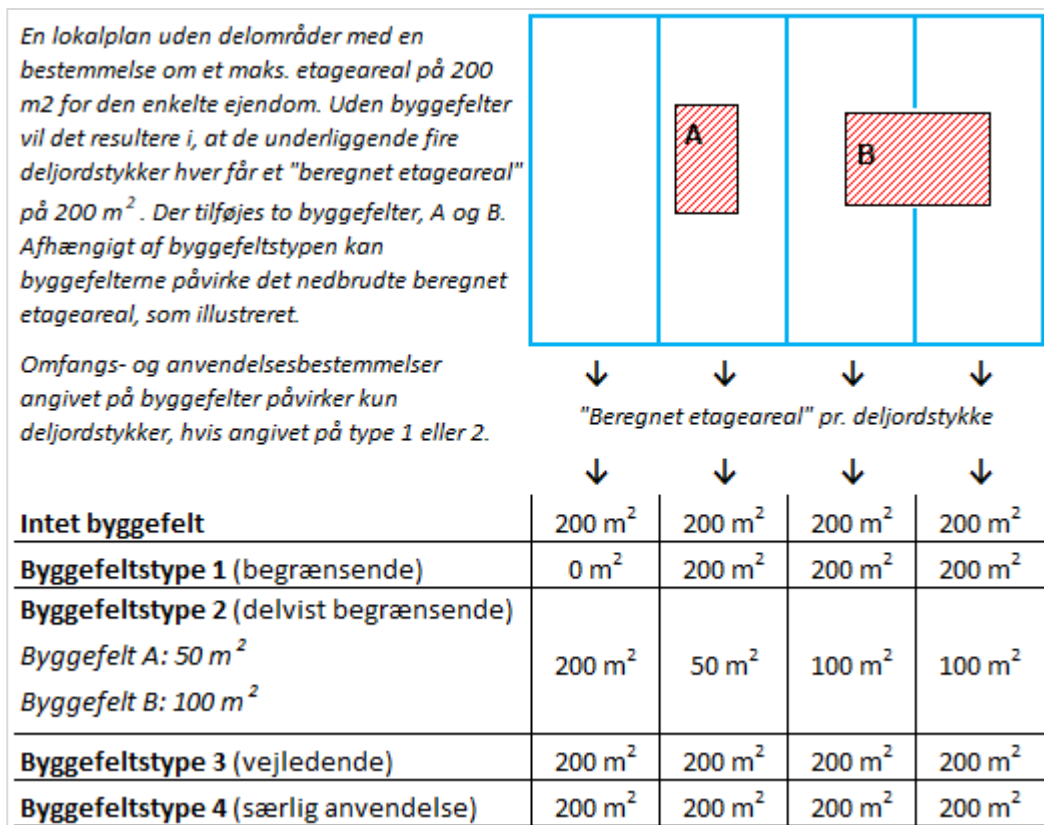 En lokalplan uden delområder med en
bestemmelse om et maks. etageareal på 200
m2 for den enkelte ejendom. Uden byggefelter
vil det resultere i, at de underliggende fire
deljordstykker hver får et "beregnet etageareal"
på 200 m². Der tilføjes to byggefelter, A og B.
Afhængigt af byggefeltstypen kan
byggefelterne påvirke det nedbrudte beregnet
etageareal, som illustreret.
Omfangs- og anvendelsesbestemmelser
angivet på byggefelter påvirker kun
deljordstykker, hvis angivet på type 1 eller 2.
A
B
↓ ↓ ↓ ↓
"Beregnet etageareal" pr. deljordstykke
↓ ↓ ↓ ↓
Intet byggefelt 200 m² 200 m² 200 m² 200 m²
Byggefeltstype 1 (begrænsende) 0 m² 200 m² 200 m² 200 m²
Byggefeltstype 2 (delvist begrænsende)
Byggefelt A: 50 m²
Byggefelt B: 100 m²
200 m² 50 m² 100 m² 100 m²
Byggefeltstype 3 (vejledende) 200 m² 200 m² 200 m² 200 m²
Byggefeltstype 4 (særlig anvendelse) 200 m² 200 m² 200 m² 200 m²